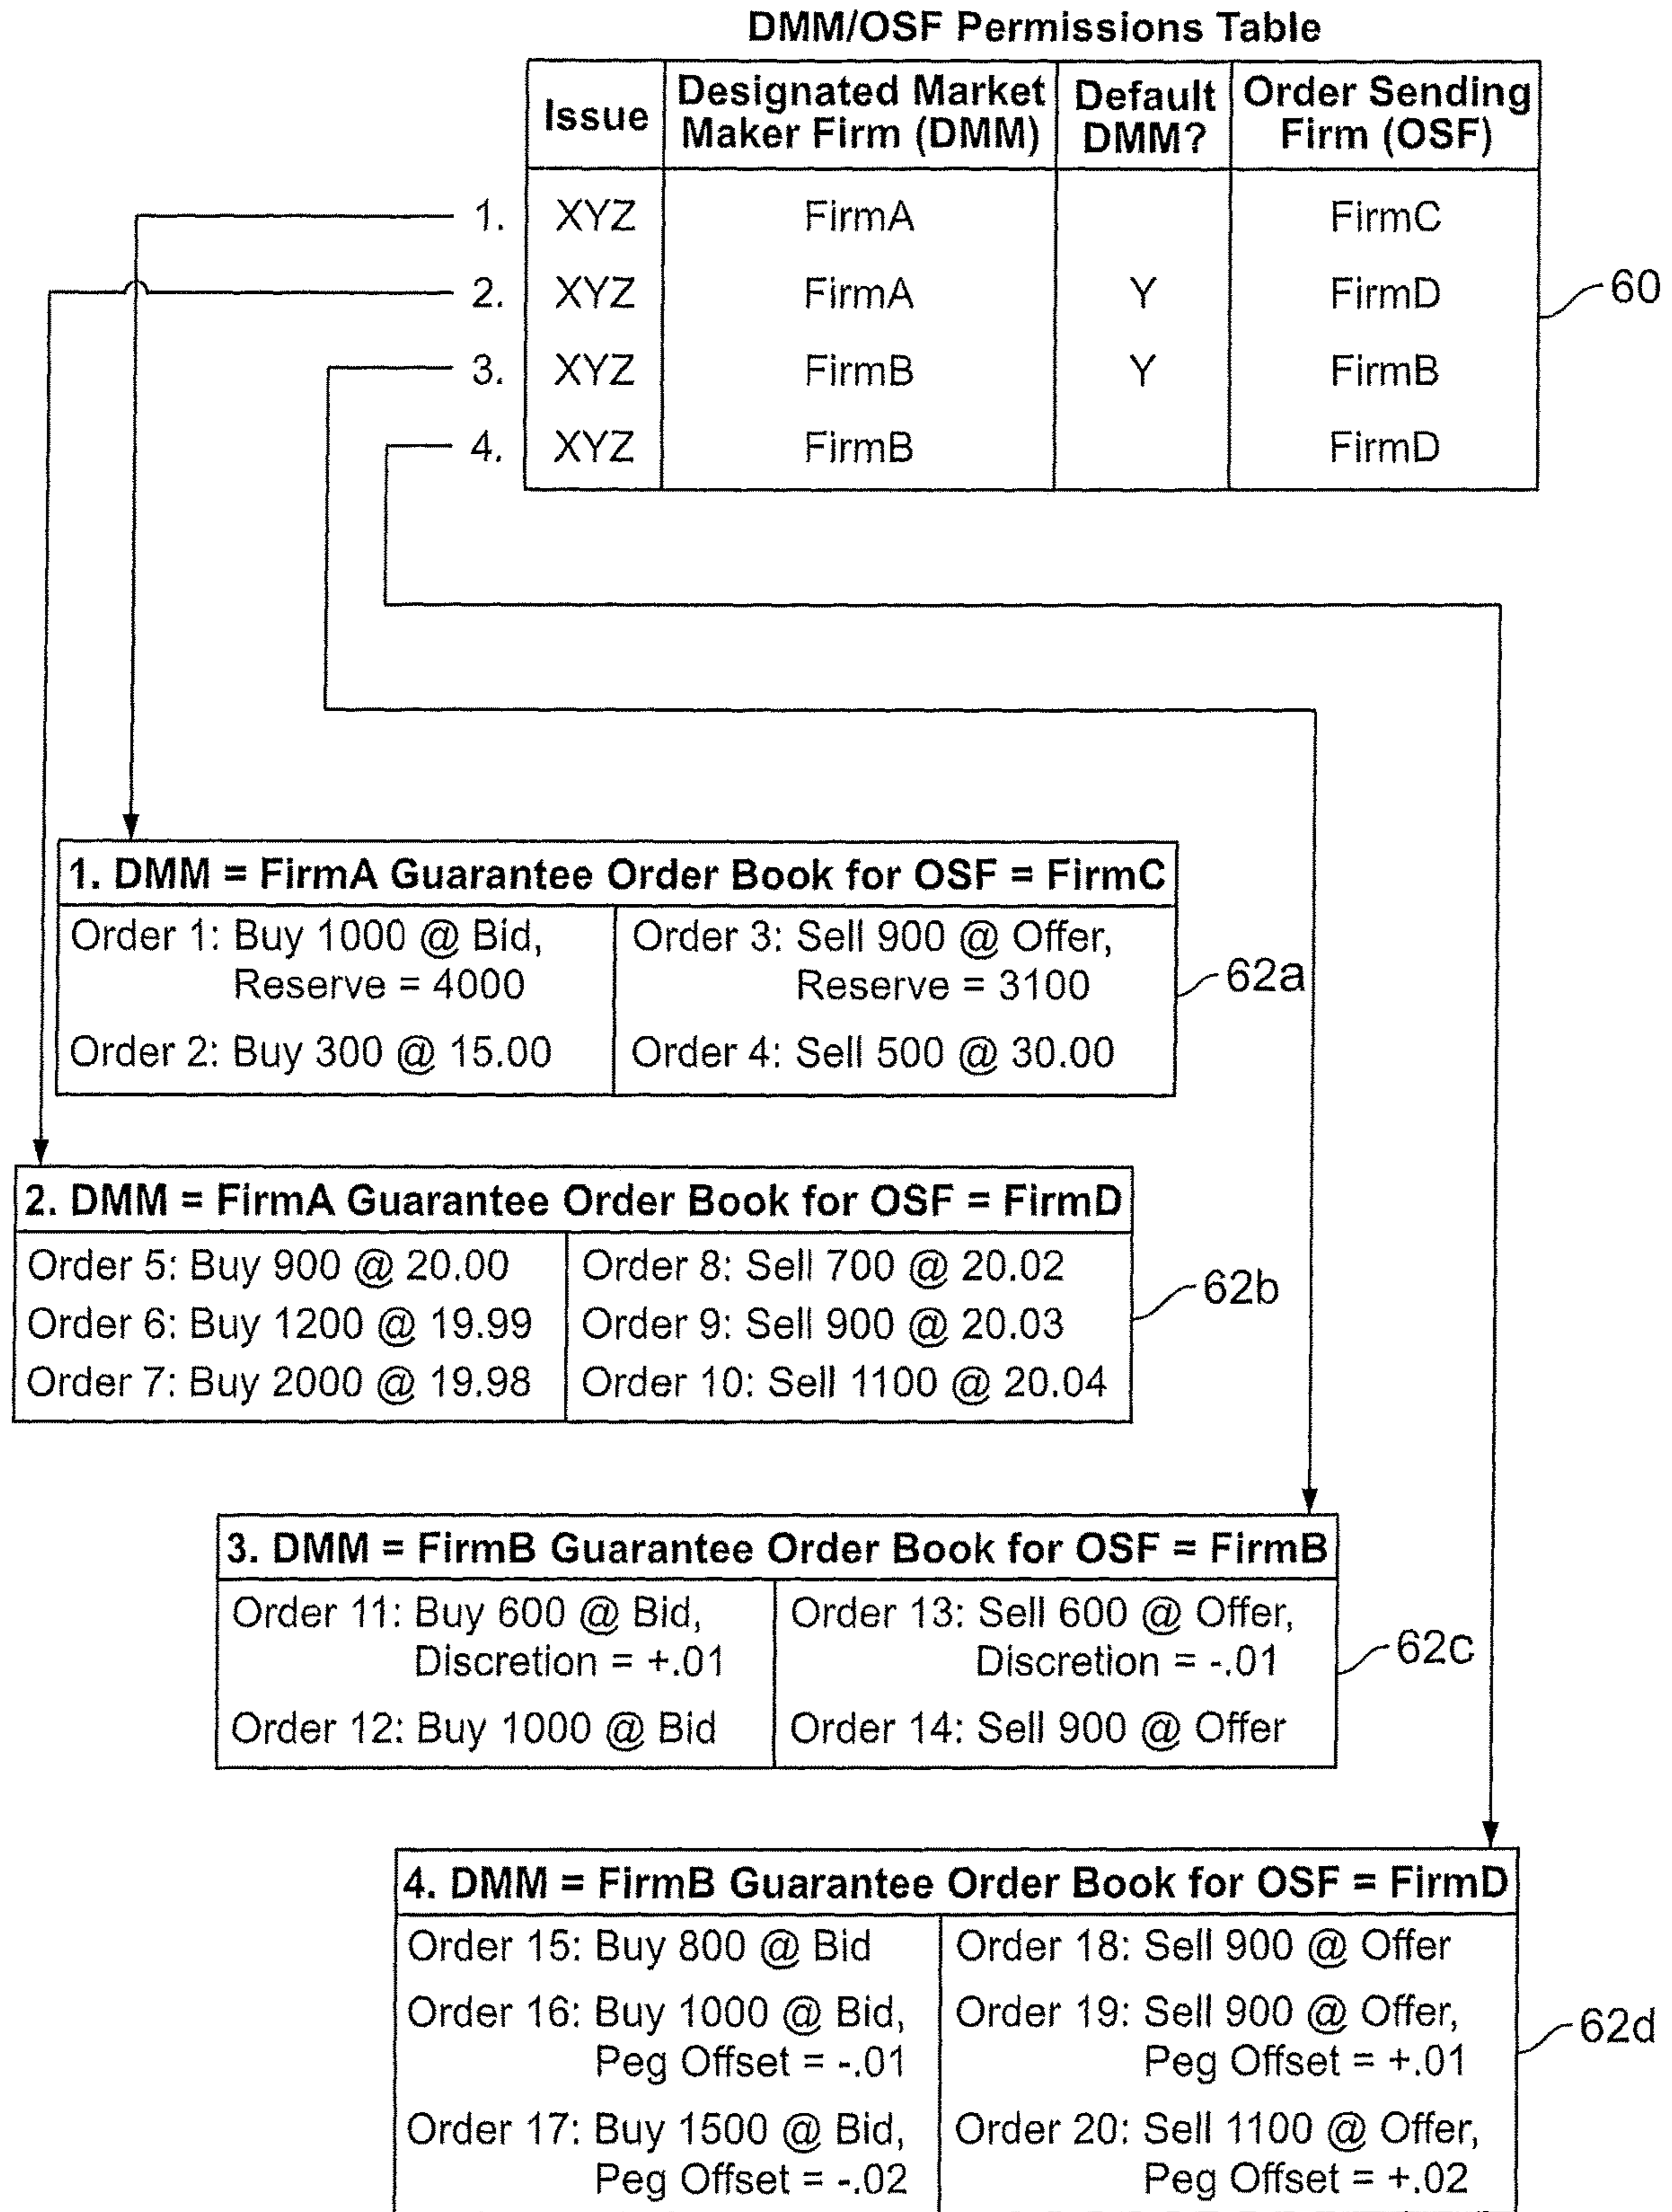 DMM/OSF Permissions Table
Issue
Designated Market
Maker Firm (DMM)
Default
DMM?
Order Sending
Firm (OSF)
1. XYZ FirmA FirmC
2. XYZ FirmA Y FirmD
3. XYZ FirmB Y FirmB
4. XYZ FirmB FirmD
60
1. DMM = FirmA Guarantee Order Book for OSF = FirmC
Order 1: Buy 1000 @ Bid,
Reserve = 4000
Order 2: Buy 300 @ 15.00
Order 3: Sell 900 @ Offer,
Reserve = 3100
Order 4: Sell 500 @ 30.00
62a
2. DMM = FirmA Guarantee Order Book for OSF = FirmD
Order 5: Buy 900 @ 20.00
Order 6: Buy 1200 @ 19.99
Order 7: Buy 2000 @ 19.98
Order 8: Sell 700 @ 20.02
Order 9: Sell 900 @ 20.03
Order 10: Sell 1100 @ 20.04
62b
3. DMM = FirmB Guarantee Order Book for OSF = FirmB
Order 11: Buy 600 @ Bid,
Discretion = +.01
Order 12: Buy 1000 @ Bid
Order 13: Sell 600 @ Offer,
Discretion = -.01
Order 14: Sell 900 @ Offer
62c
4. DMM = FirmB Guarantee Order Book for OSF = FirmD
Order 15: Buy 800 @ Bid
Order 16: Buy 1000 @ Bid,
Peg Offset = -.01
Order 17: Buy 1500 @ Bid,
Peg Offset = -.02
Order 18: Sell 900 @ Offer
Order 19: Sell 900 @ Offer,
Peg Offset = +.01
Order 20: Sell 1100 @ Offer,
Peg Offset = +.02
62d